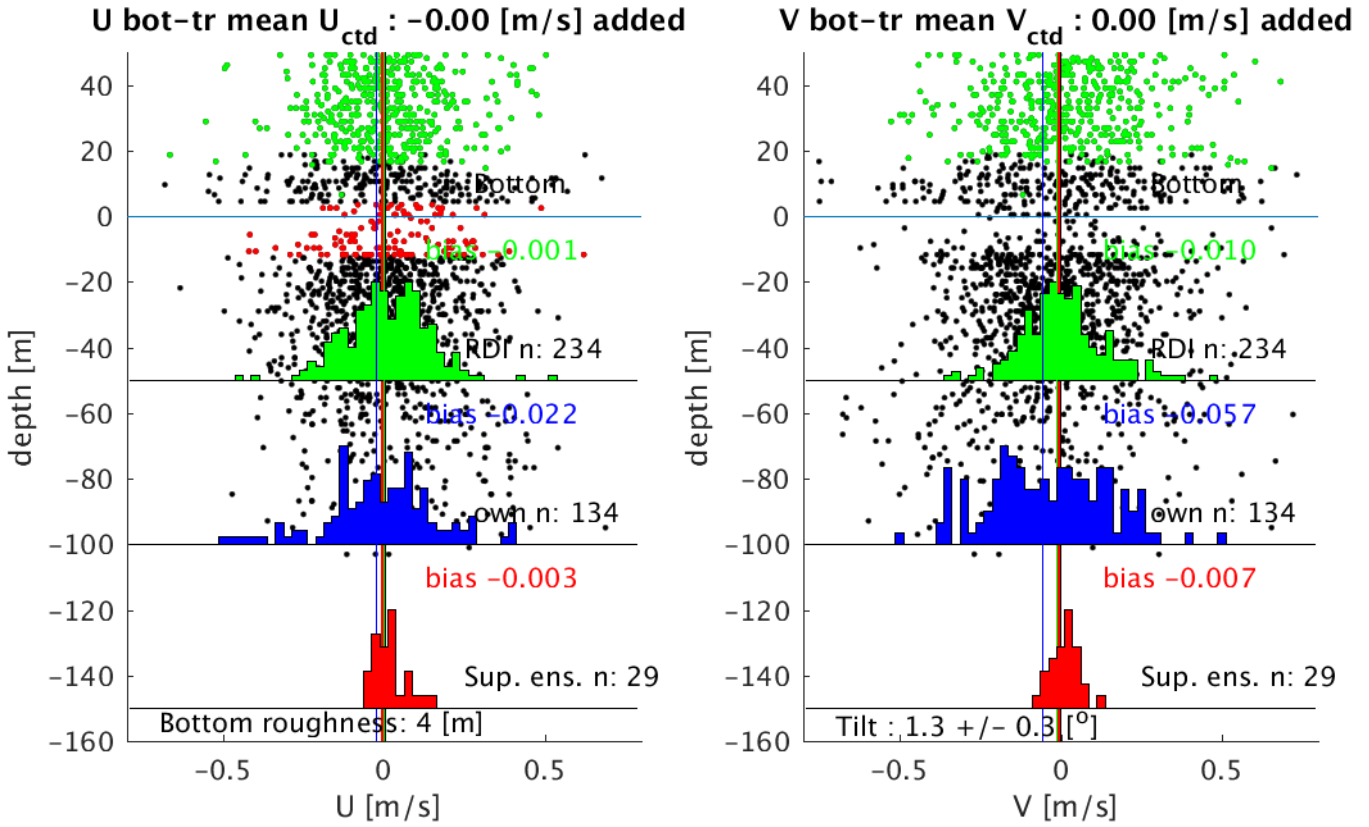 U bot-tr mean U_ctd : −0.00 [m/s] added
40
20
0
−20
−40
−60
−80
−100
−120
−140
−160
depth [m]
Bottom
bias −0.001
RDI n: 234
bias −0.022
own n: 134
bias −0.003
Sup. ens. n: 29
Bottom roughness: 4 [m]
−0.5
0
0.5
U [m/s]
V bot-tr mean V_ctd : 0.00 [m/s] added
40
20
0
−20
−40
−60
−80
−100
−120
−140
−160
depth [m]
Bottom
bias −0.010
RDI n: 234
bias −0.057
own n: 134
bias −0.007
Sup. ens. n: 29
Tilt : 1.3 +/− 0.3 [o]
−0.5
0
0.5
V [m/s]